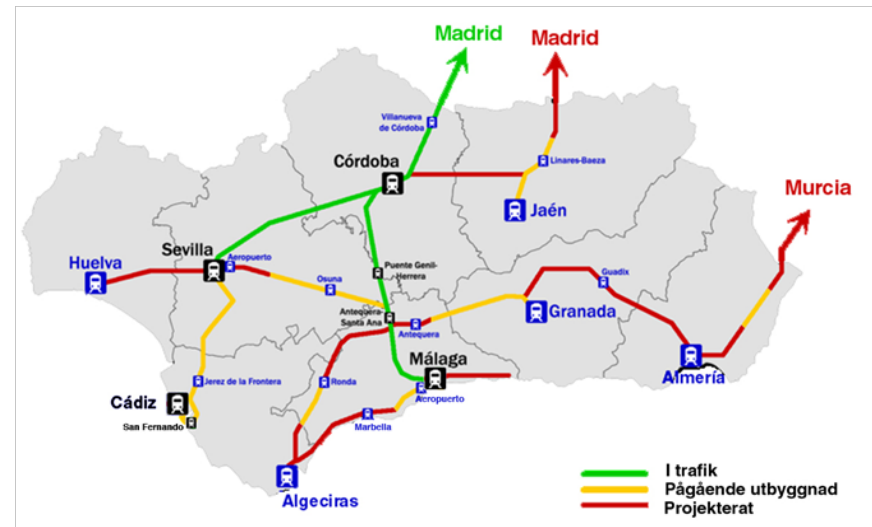 Madrid
Madrid
Villanueva
de Córdoba
Córdoba
Linares-Baeza
Murcia
Jaén
Sevilla
Aeropuerto
Huelva
Puente Genil-
Herrera
Osuna
Guadix
Antequera-
Santa Ana
Granada
Antequera
Málaga
Almería
Jerez de la Frontera
Ronda
Aeropuerto
Cádiz
Marbella
San Fernando
Algeciras
I trafik
Pågående utbyggnad
Projekterat